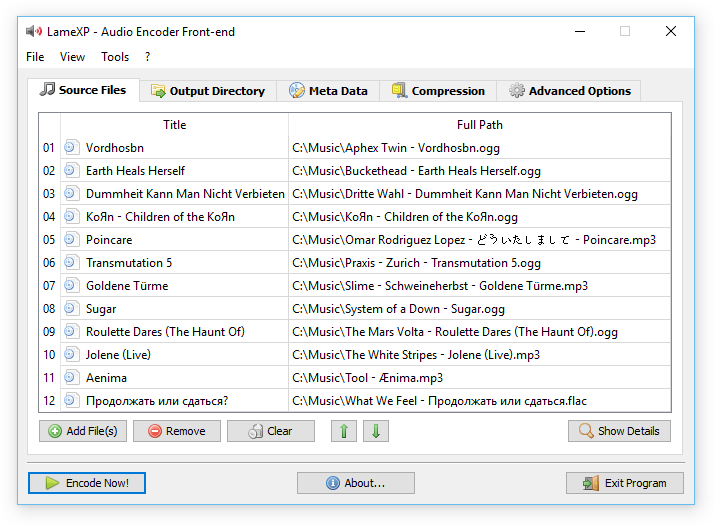 LameXP - Audio Encoder Front-end
File View Tools ?
Source Files Output Directory Meta Data Compression Advanced Options
Title Full Path
01 Vordhosbn C:\Music\Aphex Twin - Vordhosbn.ogg
02 Earth Heals Herself C:\Music\Buckethead - Earth Heals Herself.ogg
03 Dummheit Kann Man Nicht Verbieten C:\Music\Dritte Wahl - Dummheit Kann Man Nicht Verbieten.ogg
04 KoЯn - Children of the KoЯn C:\Music\KoЯn - Children of the KoЯn.ogg
05 Poincare C:\Music\Omar Rodriguez Lopez - どういたしまして - Poincare.mp3
06 Transmutation 5 C:\Music\Praxis - Zurich - Transmutation 5.ogg
07 Goldene Türme C:\Music\Slime - Schweineherbst - Goldene Türme.mp3
08 Sugar C:\Music\System of a Down - Sugar.ogg
09 Roulette Dares (The Haunt Of) C:\Music\The Mars Volta - Roulette Dares (The Haunt Of).ogg
10 Jolene (Live) C:\Music\The White Stripes - Jolene (Live).mp3
11 Aenima C:\Music\Tool - Ænima.mp3
12 Продолжать или сдаться? C:\Music\What We Feel - Продолжать или сдаться.flac
Add File(s) Remove Clear Show Details
Encode Now! About... Exit Program